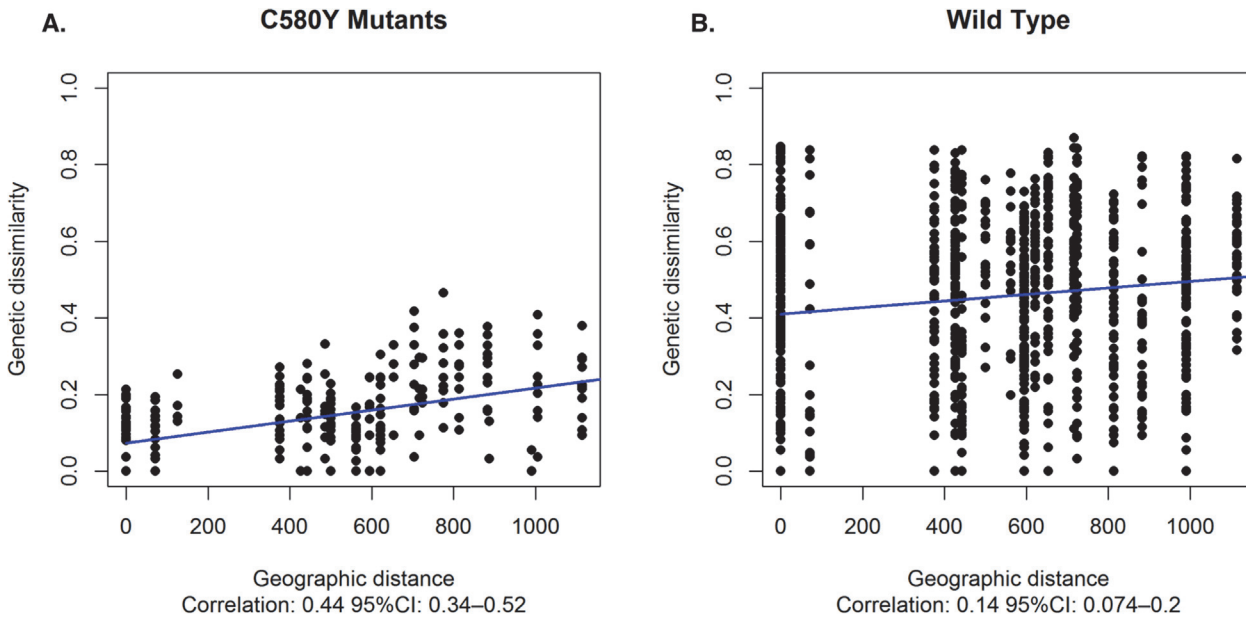 A.
C580Y Mutants
Genetic dissimilarity
1.0
0.8
0.6
0.4
0.2
0.0
0 200 400 600 800 1000
Geographic distance
Correlation: 0.44 95%CI: 0.34–0.52
B.
Wild Type
Genetic dissimilarity
1.0
0.8
0.6
0.4
0.2
0.0
0 200 400 600 800 1000
Geographic distance
Correlation: 0.14 95%CI: 0.074–0.2